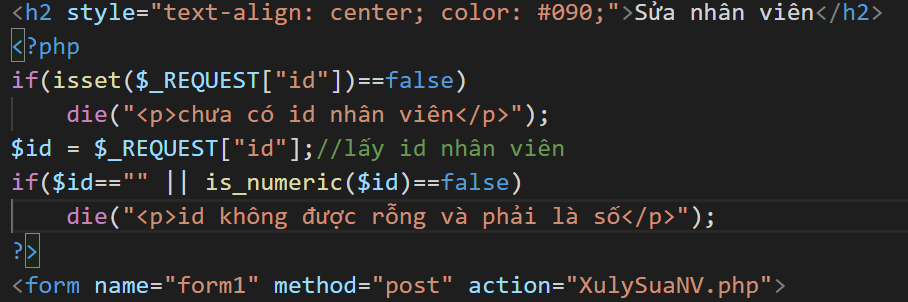 <h2 style="text-align: center; color: #090;">Sửa nhân viên</h2>
<?php
if(isset($_REQUEST["id"])==false)
    die("<p>chưa có id nhân viên</p>");
$id = $_REQUEST["id"];//lấy id nhân viên
if($id=="" || is_numeric($id)==false)
    die("<p>id không được rỗng và phải là số</p>");
?>
<form name="form1" method="post" action="XulySuaNV.php">